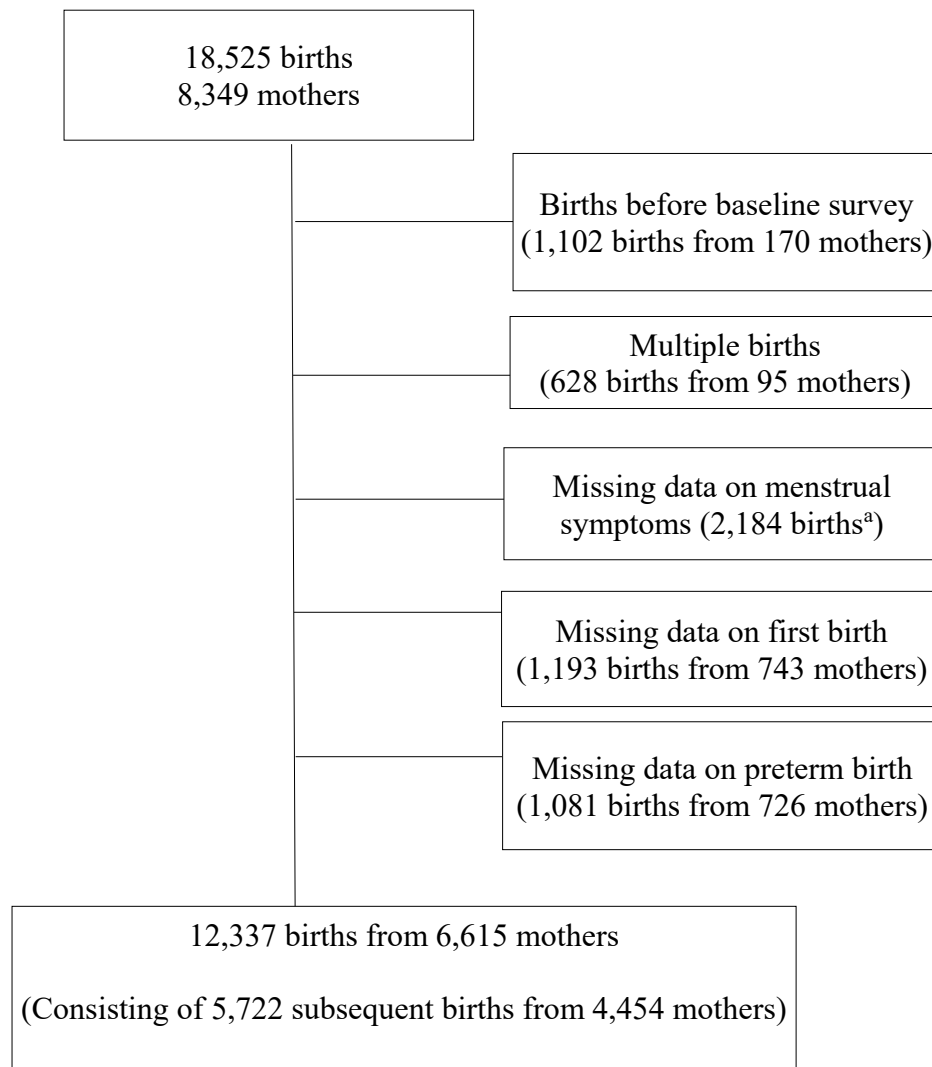 18,525 births
8,349 mothers
Births before baseline survey
(1,102 births from 170 mothers)
Multiple births
(628 births from 95 mothers)
Missing data on menstrual
symptoms (2,184 birthsᵃ)
Missing data on first birth
(1,193 births from 743 mothers)
Missing data on preterm birth
(1,081 births from 726 mothers)
12,337 births from 6,615 mothers
(Consisting of 5,722 subsequent births from 4,454 mothers)